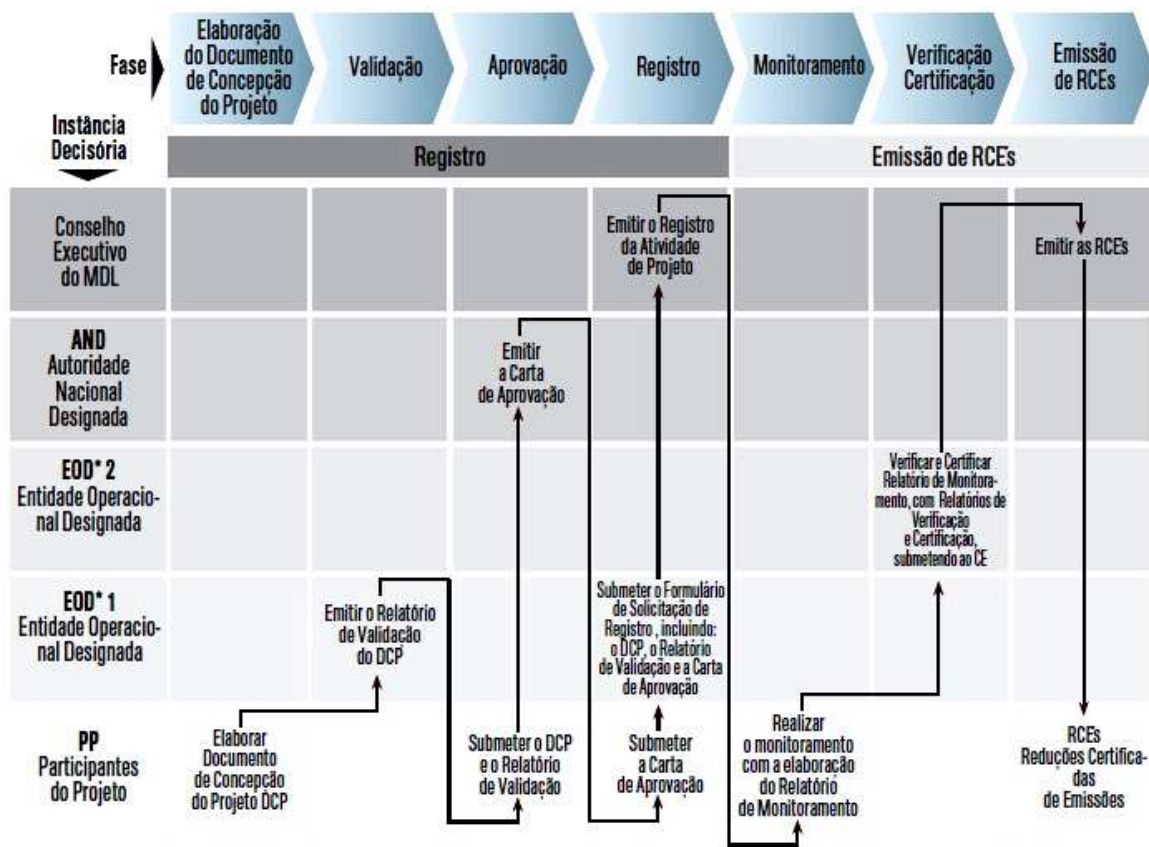 Fase
Elaboração
do Documento
de Concepção
do Projeto
Validação
Aprovação
Registro
Monitoramento
Verificação
Certificação
Emissão
de RCEs
Instância
Decisória
Registro
Emissão de RCE's
Conselho
Executivo
do MDL
Emitir o Registro
da Atividade
de Projeto
Emitir as RCEs
AND
Autoridade
Nacional
Designada
Emitir
a Carta
de Aprovação
EOD* 2
Entidade Operacio-
nal Designada
Verificar e Certificar
Relatório de Monitora-
mento, com Relatórios de
Verificação
e Certificação,
submetendo ao CE
EOD* 1
Entidade Operacio-
nal Designada
Emitir o Relatório
de Validação
do DCP
Submeter o Formulário
de Solicitação de
Registro , incluindo:
o DCP, o Relatório
de Validação e a Carta
de Aprovação
PP
Participantes
do Projeto
Elaborar
Documento
de Concepção
do Projeto DCP
Submeter o DCP
e o Relatório
de Validação
Submeter
a Carta
de Aprovação
Realizar
o monitoramento
com a elaboração
do Relatório
de Monitoramento
RCEs
Reduções Certifica-
das
de Emissões